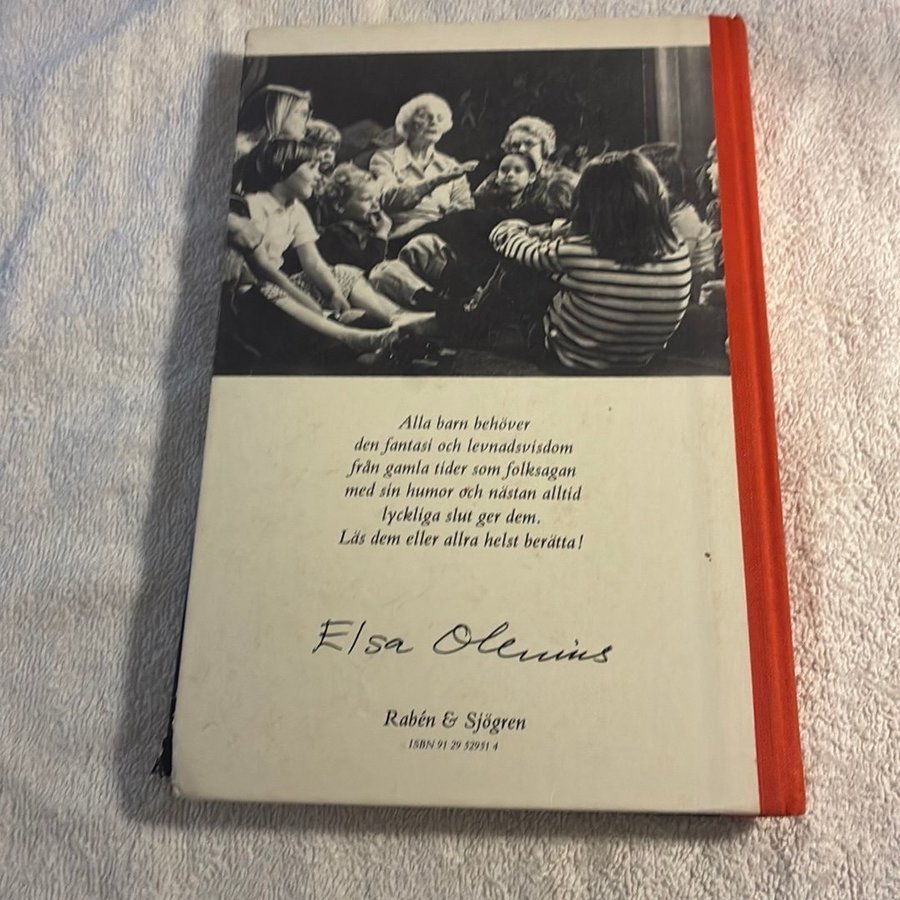 Alla barn behöver
den fantasi och levnadsvisdom
från gamla tider som folksagan
med sin humor och nästan alltid
lyckliga slut ger dem.
Läs dem eller allra helst berätta!
Elsa Olenius
Rabén & Sjögren
ISBN 91 29 52951 4